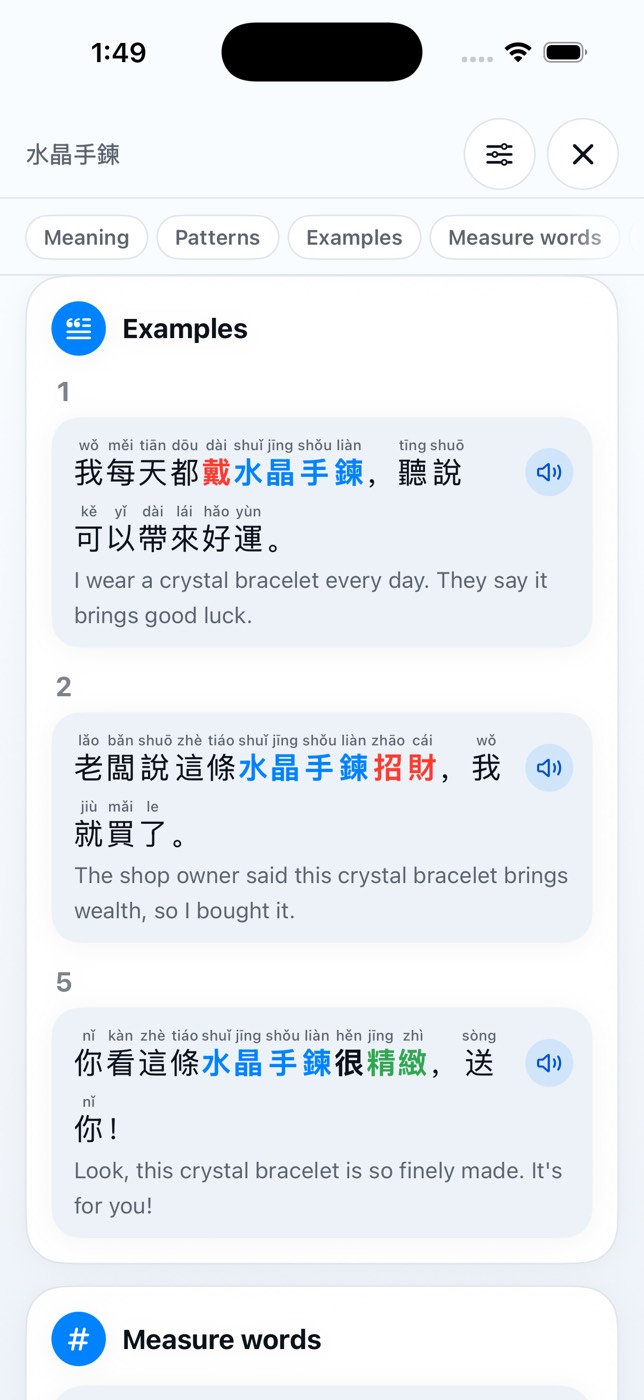 1:49
水晶手鍊
Meaning
Patterns
Examples
Measure words
Examples
1
wǒ měi tiān dōu dài shuǐ jīng shǒu liàn tīng shuō
我每天都戴水晶手鍊，聽說
kě yǐ dài lái hǎo yùn
可以帶來好運。
I wear a crystal bracelet every day. They say it
brings good luck.
2
lǎo bǎn shuō zhè tiáo shuǐ jīng shǒu liàn zhāo cái wǒ
老闆說這條水晶手鍊招財，我
jiù mǎi le
就買了。
The shop owner said this crystal bracelet brings
wealth, so I bought it.
5
nǐ kàn zhè tiáo shuǐ jīng shǒu liàn hěn jīng zhì sòng
你看這條水晶手鍊很精緻，送
nǐ
你！
Look, this crystal bracelet is so finely made. It's
for you!
# Measure words